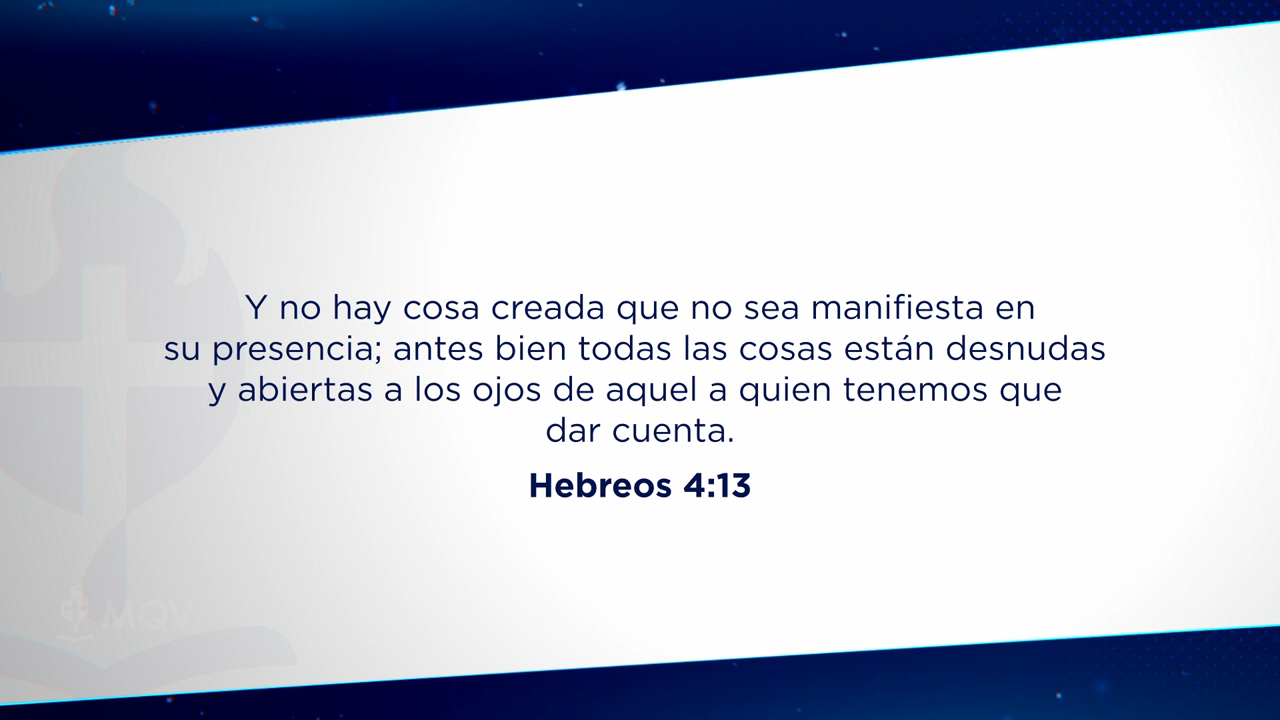 Y no hay cosa creada que no sea manifiesta en
su presencia; antes bien todas las cosas están desnudas
y abiertas a los ojos de aquel a quien tenemos que
dar cuenta.
Hebreos 4:13
MQV